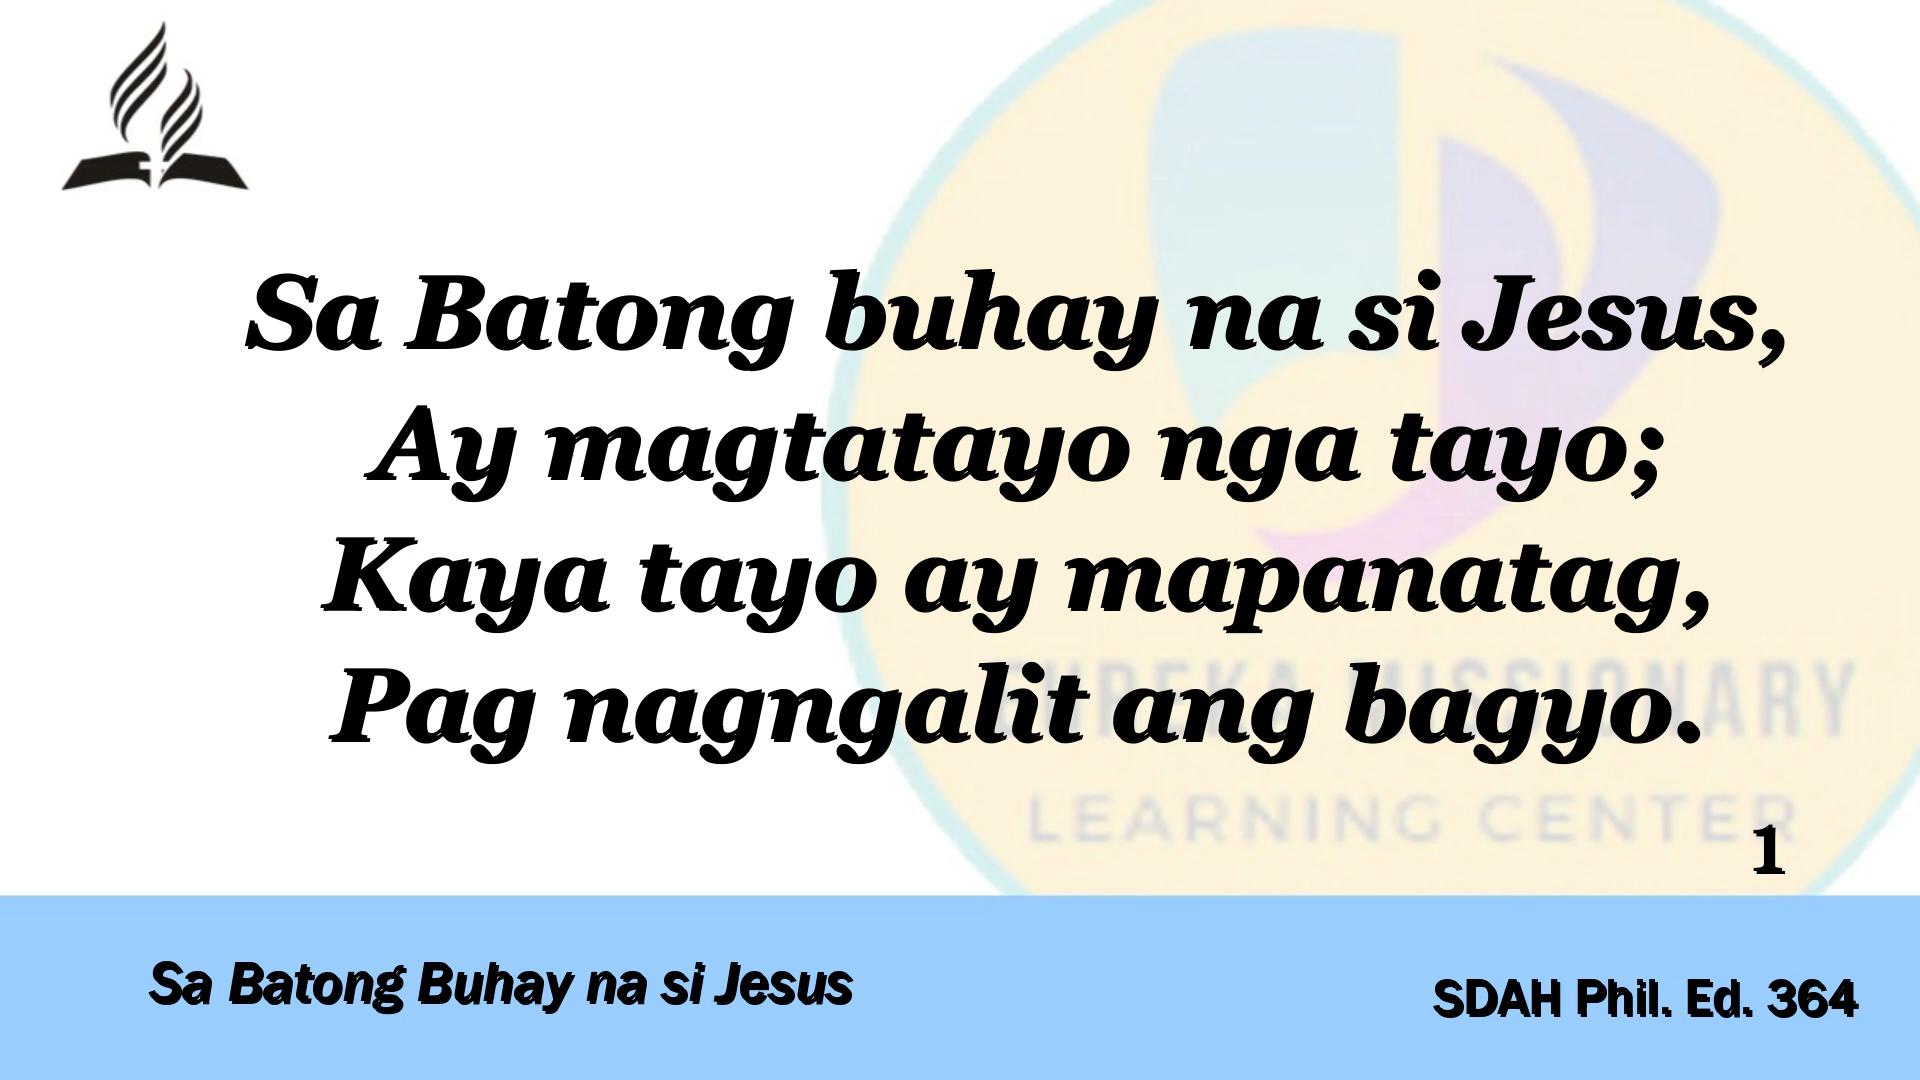 Sa Batong buhay na si Jesus,
Ay magtatayo nga tayo;
Kaya tayo ay mapanatag,
Pag nagngalit ang bagyo.
MISSIONARY
LEARNING CENTER
1
Sa Batong Buhay na si Jesus
SDAH Phil. Ed. 364